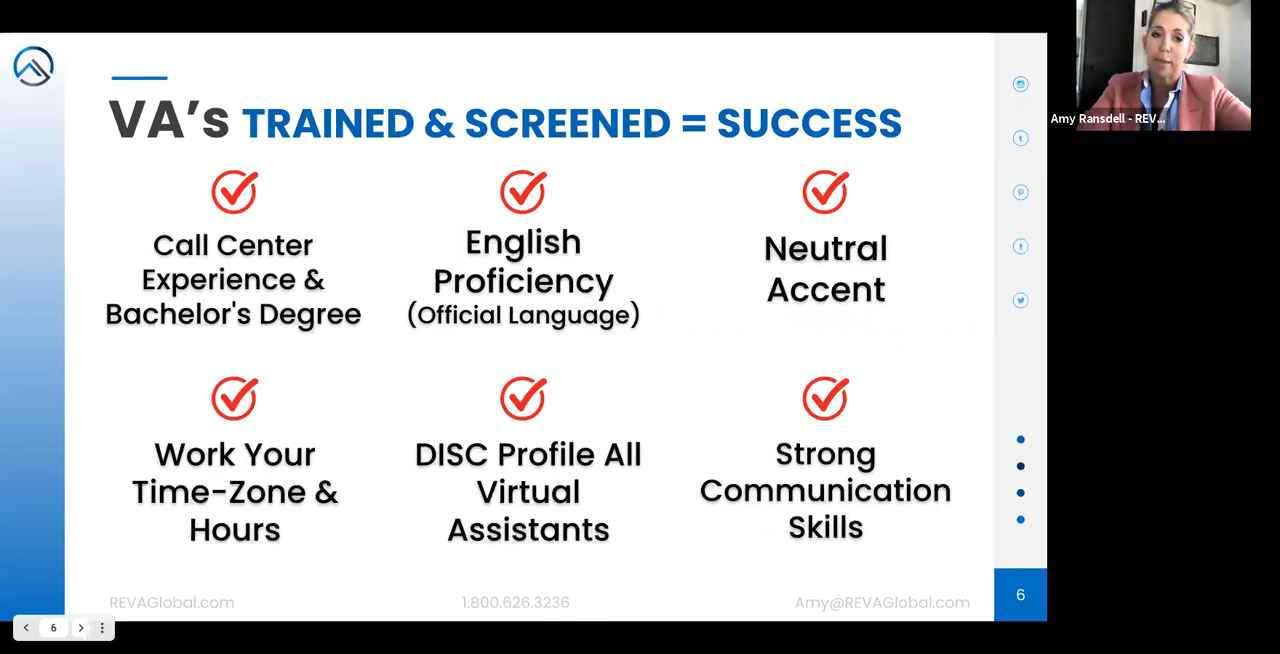 VA's TRAINED & SCREENED = SUCCESS
Call Center
Experience &
Bachelor's Degree
English
Proficiency
(Official Language)
Neutral
Accent
Work Your
Time-Zone &
Hours
DISC Profile All
Virtual
Assistants
Strong
Communication
Skills
REVAGlobal.com
1.800.626.3236
Amy@REVAGlobal.com
6
6
Amy Ransdell - REV...